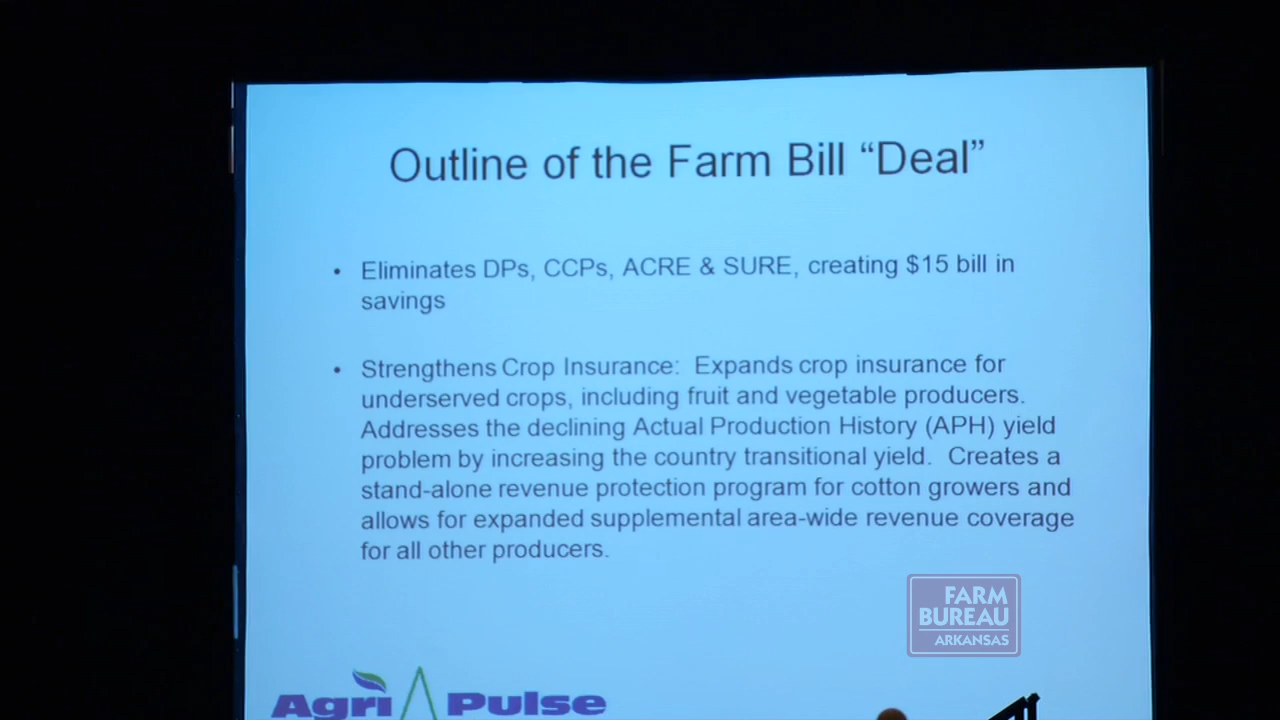 Outline of the Farm Bill “Deal”
• Eliminates DPs, CCPs, ACRE & SURE, creating $15 bill in
savings
• Strengthens Crop Insurance: Expands crop insurance for
underserved crops, including fruit and vegetable producers.
Addresses the declining Actual Production History (APH) yield
problem by increasing the country transitional yield. Creates a
stand-alone revenue protection program for cotton growers and
allows for expanded supplemental area-wide revenue coverage
for all other producers.
FARM
BUREAU
ARKANSAS
Agri Pulse